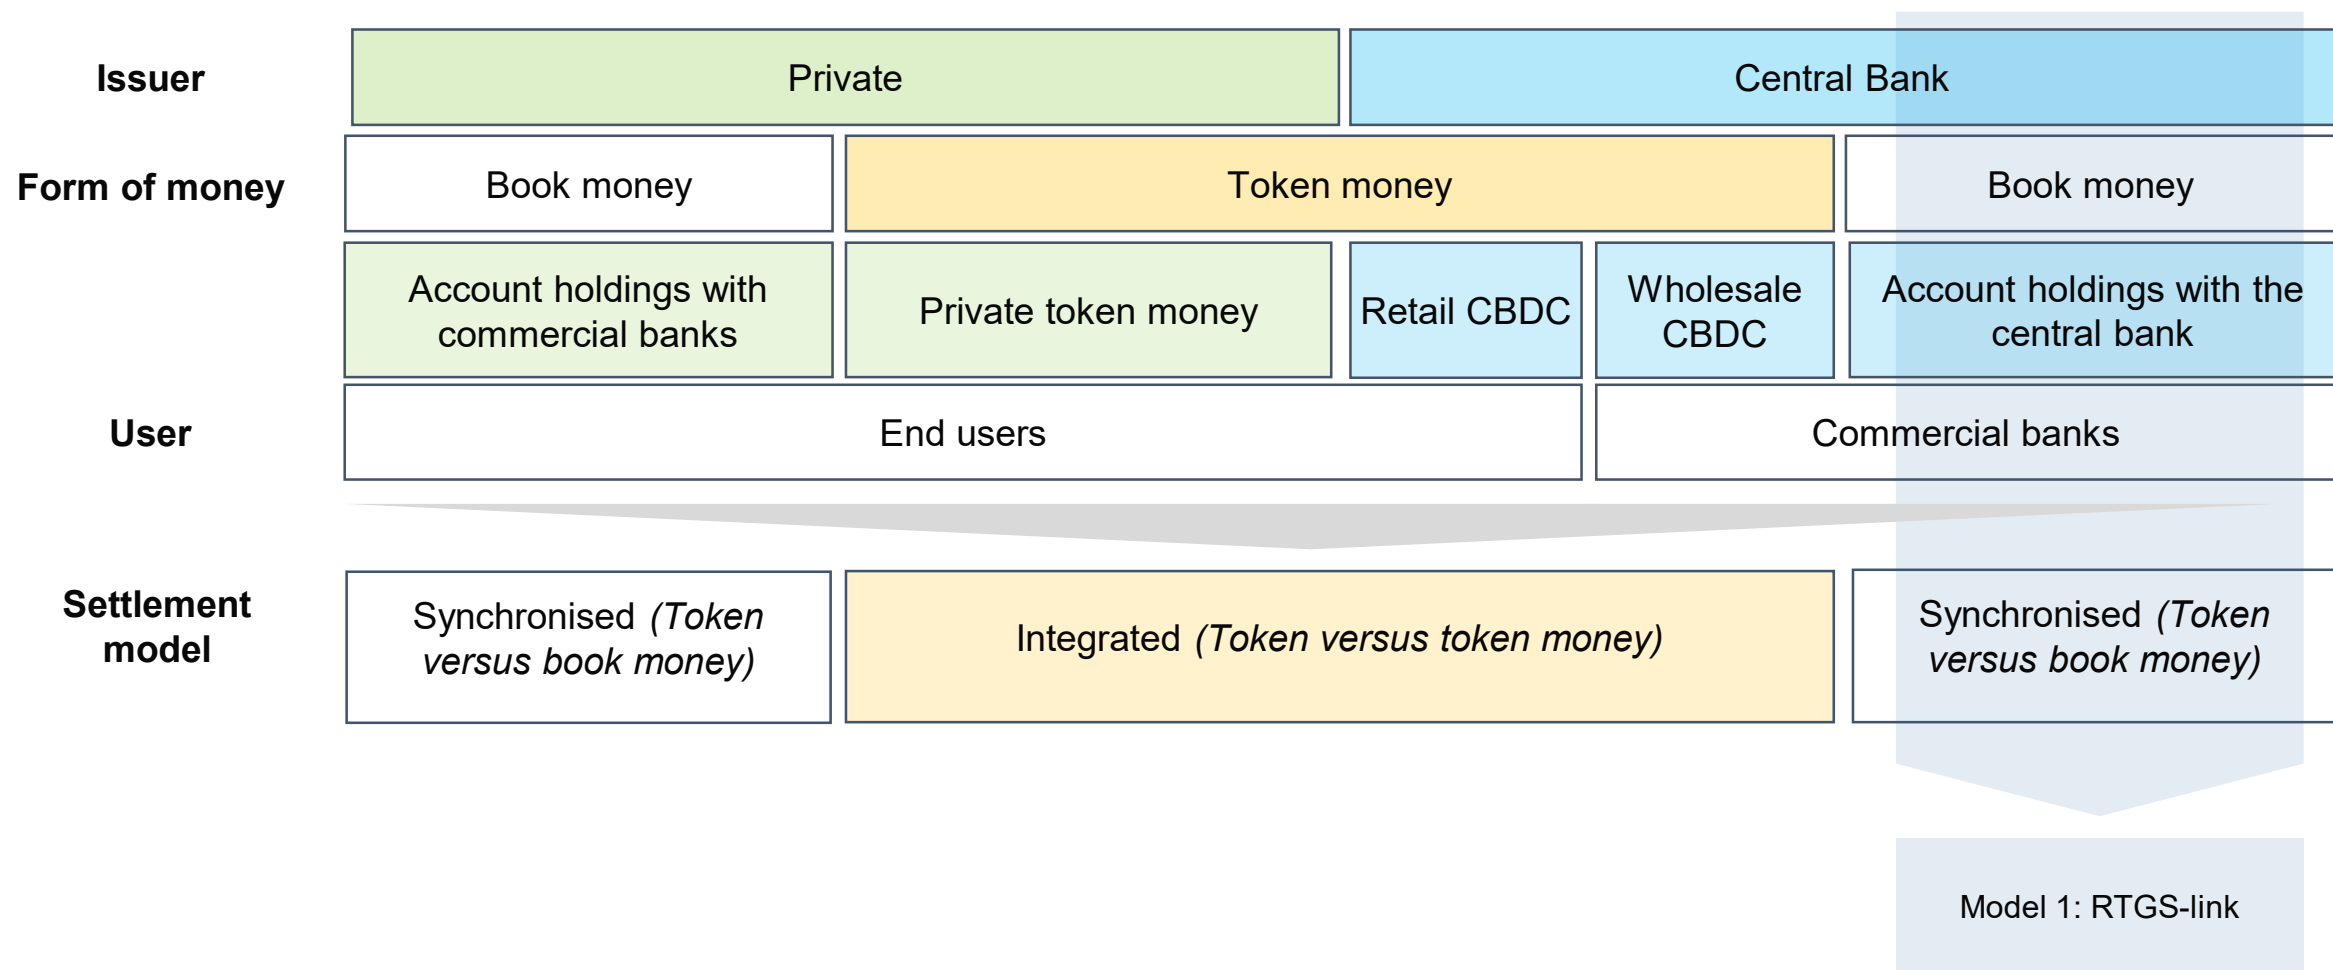 Issuer
Private
Central Bank
Form of money
Book money
Token money
Book money
Account holdings with
commercial banks
Private token money
Retail CBDC
Wholesale
CBDC
Account holdings with the
central bank
User
End users
Commercial banks
Settlement
model
Synchronised (Token
versus book money)
Integrated (Token versus token money)
Synchronised (Token
versus book money)
Model 1: RTGS-link